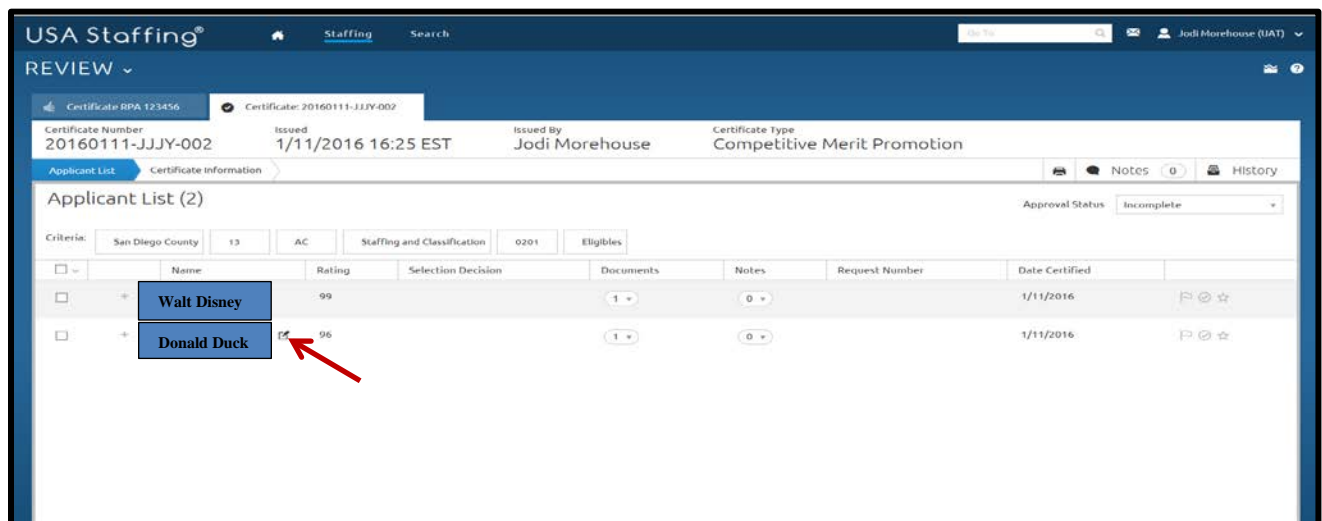 USA Staffing® Staffing Search Go To Jodi Morehouse (UAT)
REVIEW
Certificate RPA 123456 Certificate: 20160111-JJJY-002
Certificate Number Issued Issued By Certificate Type
20160111-JJJY-002 1/11/2016 16:25 EST Jodi Morehouse Competitive Merit Promotion
Applicant List Certificate Information Notes 0 History
Applicant List (2)
Approval Status Incomplete
Criteria: San Diego County 13 AC Staffing and Classification 0201 Eligibles
Name Rating Selection Decision Documents Notes Request Number Date Certified
Walt Disney 99 1 0 1/11/2016
Donald Duck 96 1 0 1/11/2016